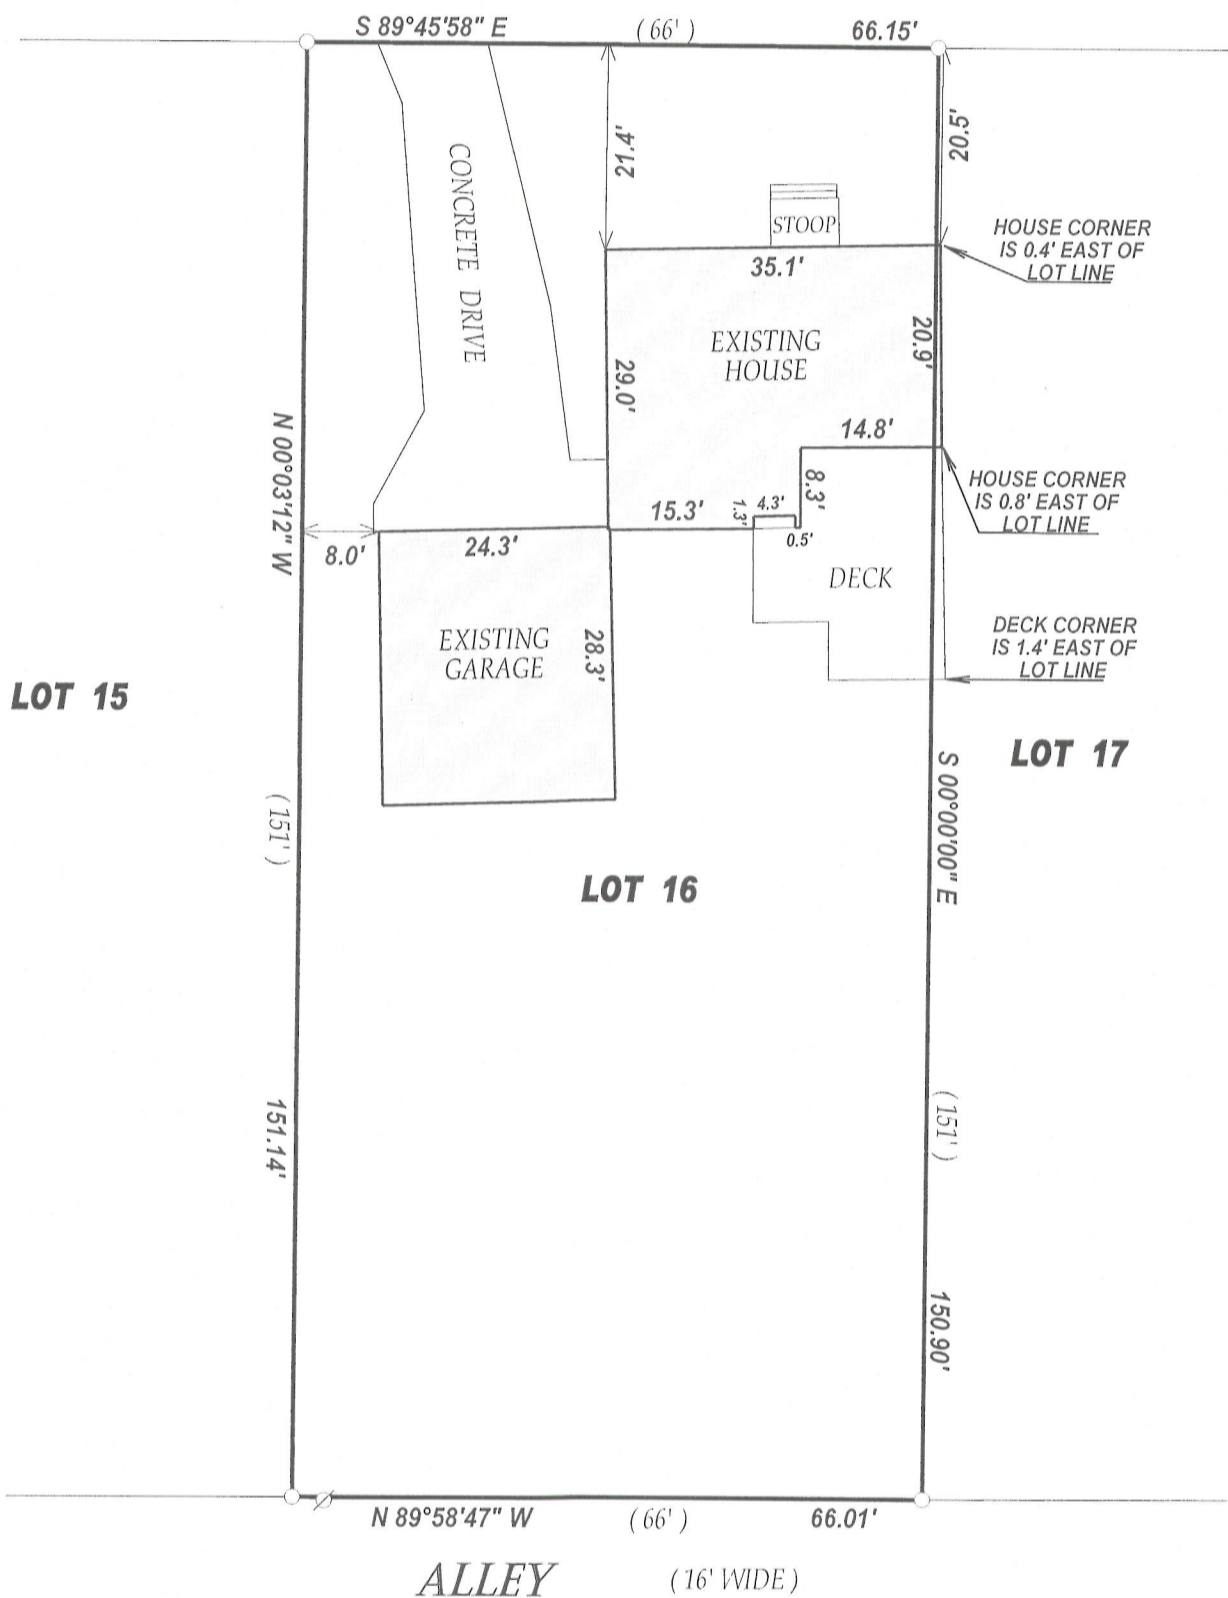 S 89°45'58" E
( 66' )
66.15'
21.4'
20.5'
CONCRETE DRIVE
STOOP
HOUSE CORNER
IS 0.4' EAST OF
LOT LINE
35.1'
EXISTING
HOUSE
20.9'
29.0'
14.8'
N 00°03'12" W
HOUSE CORNER
IS 0.8' EAST OF
LOT LINE
8.3'
15.3'
1.3'
4.3'
0.5'
8.0'
24.3'
DECK
EXISTING
GARAGE
28.3'
DECK CORNER
IS 1.4' EAST OF
LOT LINE
LOT 15
LOT 17
S 00°00'00" E
( 151' )
LOT 16
151.14'
( 151' )
150.90'
N 89°58'47" W
( 66' )
66.01'
ALLEY
( 16' WIDE )